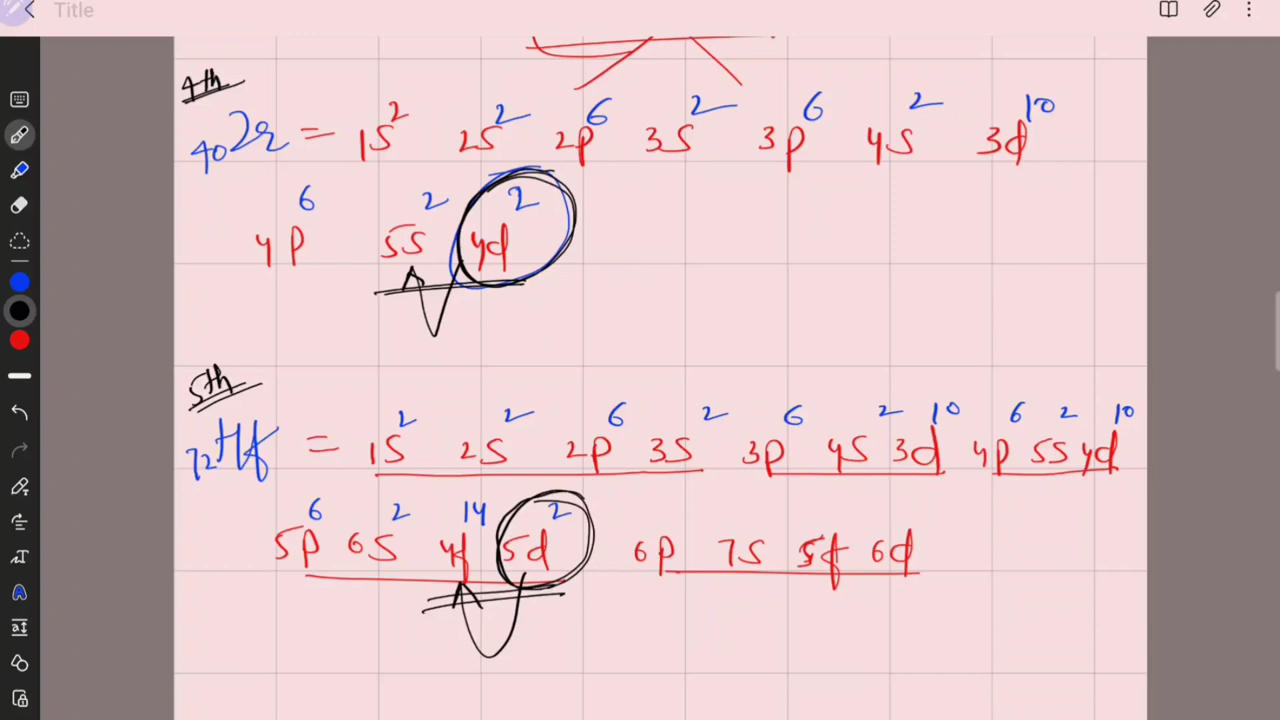 Title
4th
₄₀Zr = 1s² 2s² 2p⁶ 3s² 3p⁶ 4s² 3d¹⁰
4p⁶ 5s² 4d²
5th
₇₂Hf = 1s² 2s² 2p⁶ 3s² 3p⁶ 4s² 3d¹⁰ 4p⁶ 5s² 4d¹⁰
5p⁶ 6s² 4f¹⁴ 5d² 6p 7s 5f 6d